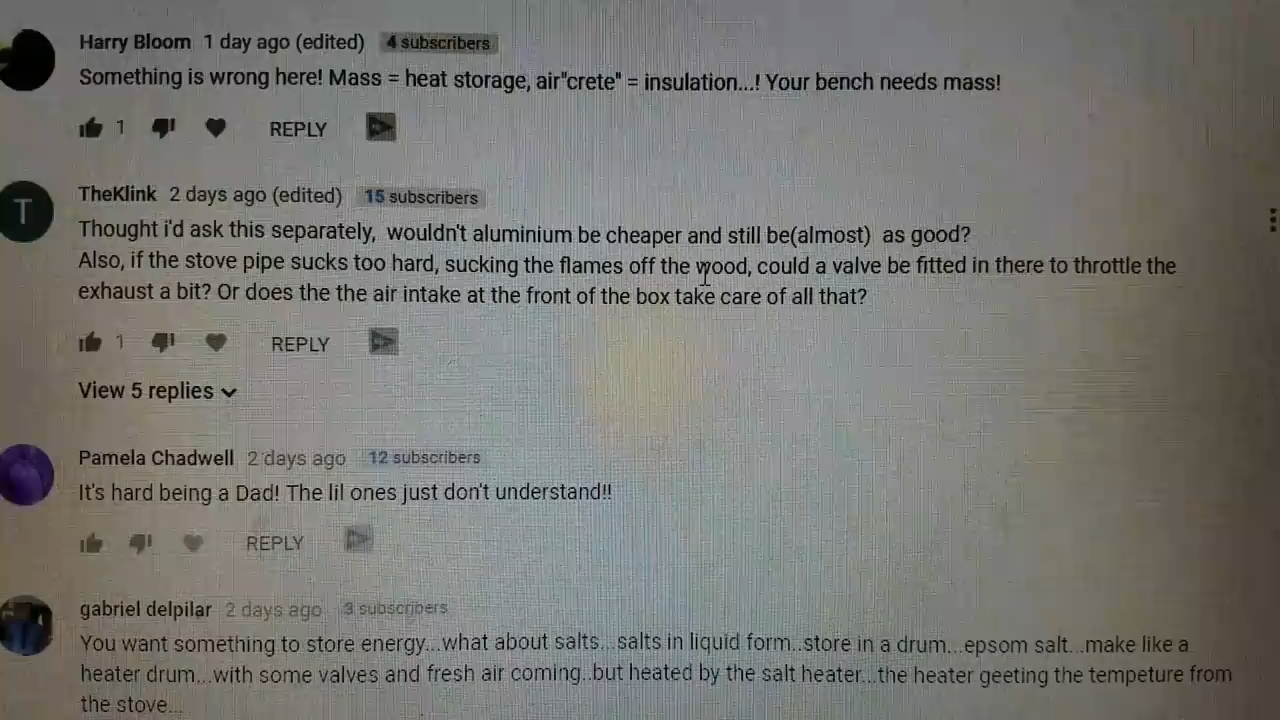 Harry Bloom 1 day ago (edited) 4 subscribers
Something is wrong here! Mass = heat storage, air"crete" = insulation...! Your bench needs mass!
1 REPLY
T
TheKlink 2 days ago (edited) 15 subscribers
Thought i'd ask this separately, wouldn't aluminium be cheaper and still be(almost) as good?
Also, if the stove pipe sucks too hard, sucking the flames off the wood, could a valve be fitted in there to throttle the
exhaust a bit? Or does the the air intake at the front of the box take care of all that?
1 REPLY
View 5 replies
Pamela Chadwell 2 days ago 12 subscribers
It's hard being a Dad! The lil ones just don't understand!!
REPLY
gabriel delpilar 2 days ago 3 subscribers
You want something to store energy...what about salts...salts in liquid form..store in a drum...epsom salt...make like a
heater drum...with some valves and fresh air coming..but heated by the salt heater...the heater geeting the tempeture from
the stove...